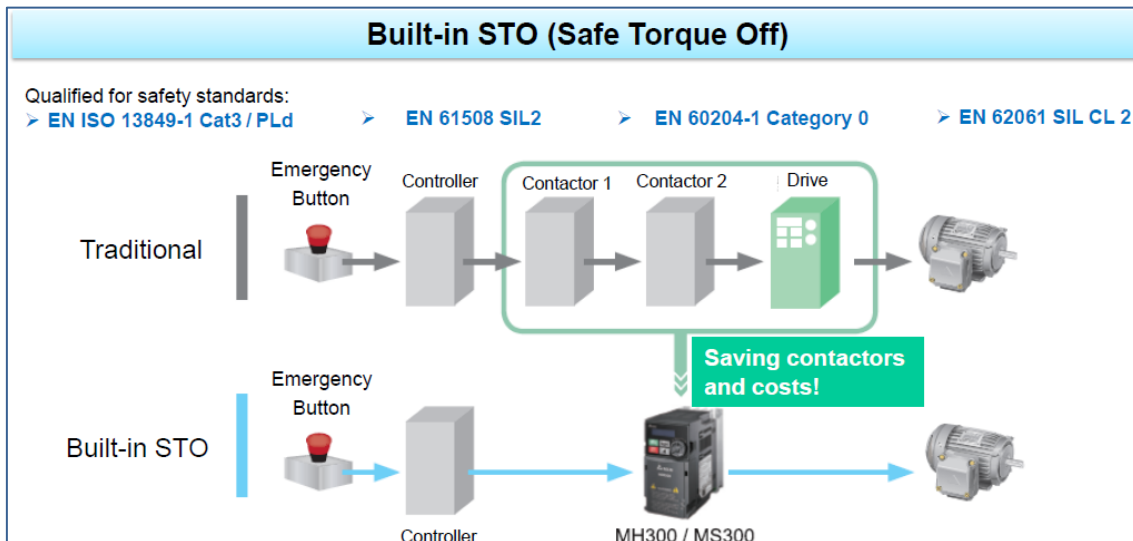 Built-in STO (Safe Torque Off)
Qualified for safety standards:
➢ EN ISO 13849-1 Cat3 / PLd ➢ EN 61508 SIL2 ➢ EN 60204-1 Category 0 ➢ EN 62061 SIL CL 2
Emergency
Button
Controller
Contactor 1
Contactor 2
Drive
Traditional
Saving contactors
and costs!
Emergency
Button
Built-in STO
Controller
MH300 / MS300